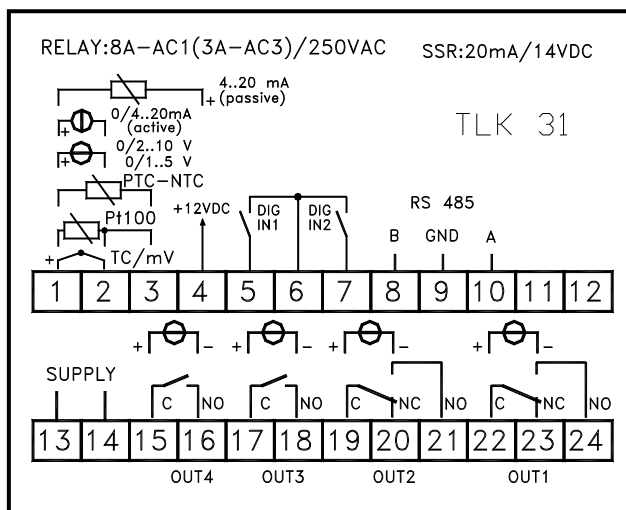 RELAY:8A-AC1(3A-AC3)/250VAC SSR:20mA/14VDC
4..20 mA
+ (passive)
0/4..20mA
+ (active)
TLK 31
0/2..10 V
+ 0/1..5 V
PTC-NTC
Pt100
+12VDC
DIG IN1
DIG IN2
RS 485
B GND A
+ TC/mV
1 2 3 4 5 6 7 8 9 10 11 12
+ - + - + - + -
SUPPLY
C NO C NO C NC NO C NC NO
13 14 15 16 17 18 19 20 21 22 23 24
OUT4 OUT3 OUT2 OUT1